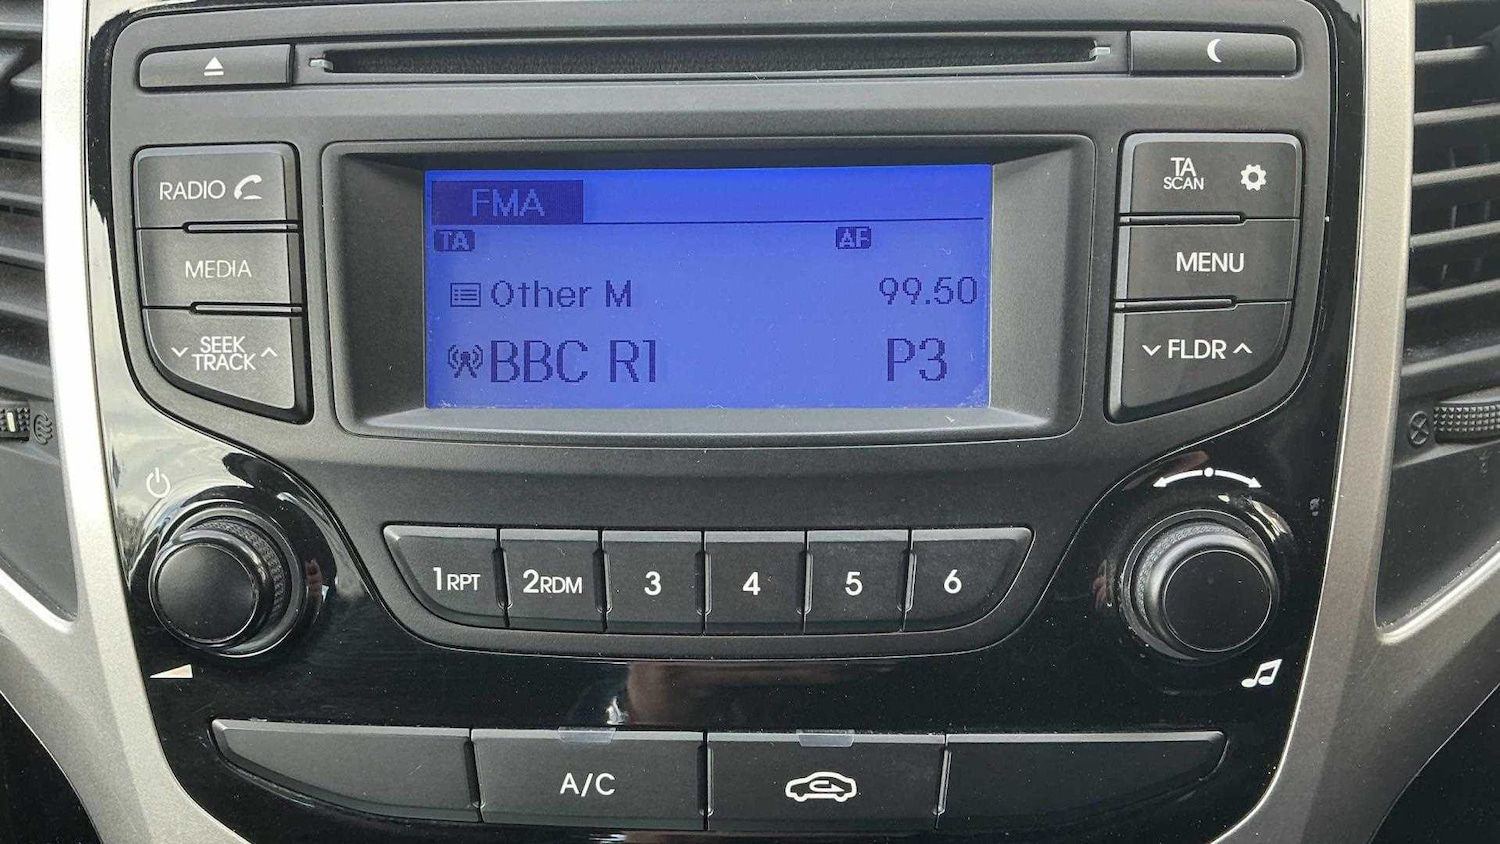 RADIO
MEDIA
SEEK
TRACK
FMA
TA
AF
Other M 99.50
BBC R1 P3
TA
SCAN
MENU
FLDR
1RPT 2RDM 3 4 5 6
A/C